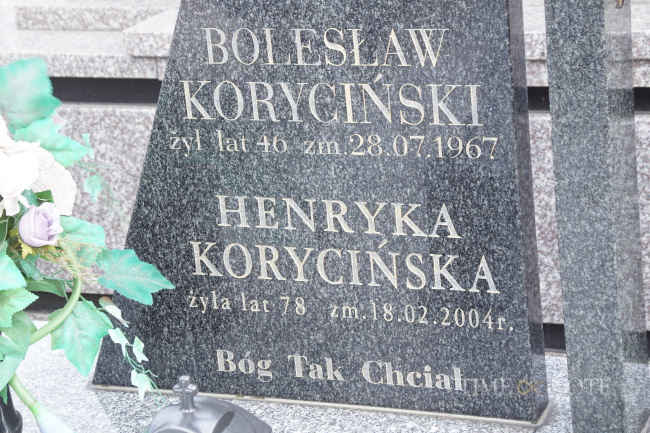 BOLESŁAW
KORYCIŃSKI
żył lat 46 zm.28.07.1967
HENRYKA
KORYCIŃSKA
żyła lat 78 zm.18.02.2004r.
Bóg Tak Chciał